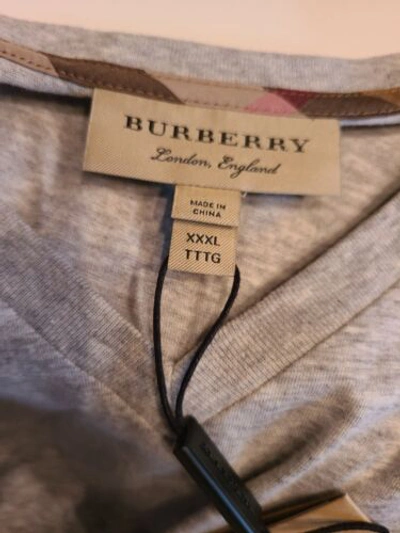 BURBERRY
London, England
MADE IN
CHINA
XXXL
TTTG